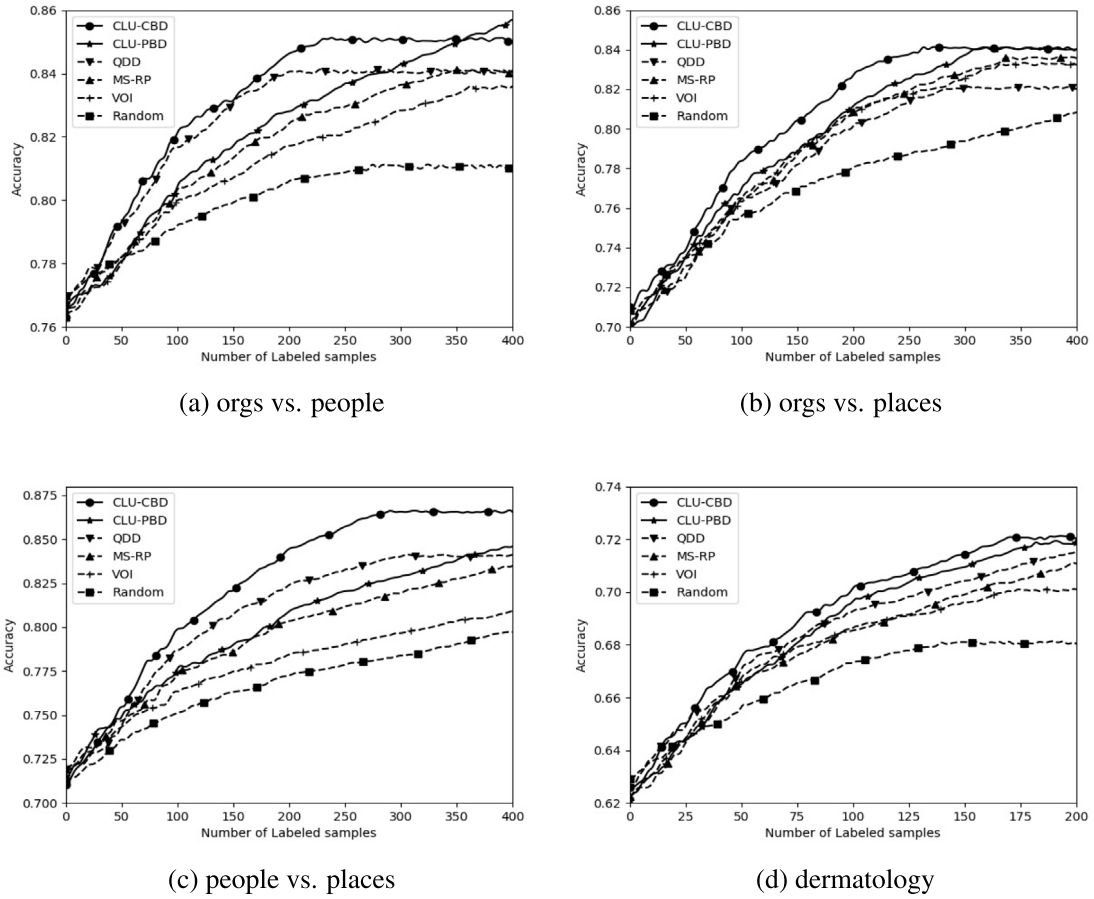 0.86
0.84
0.82
0.80
0.78
0.76
Accuracy
CLU-CBD
CLU-PBD
QDD
MS-RP
VOI
Random
0 50 100 150 200 250 300 350 400
Number of Labeled samples
(a) orgs vs. people
0.86
0.84
0.82
0.80
0.78
0.76
0.74
0.72
0.70
Accuracy
CLU-CBD
CLU-PBD
QDD
MS-RP
VOI
Random
0 50 100 150 200 250 300 350 400
Number of Labeled samples
(b) orgs vs. places
0.875
0.850
0.825
0.800
0.775
0.750
0.725
0.700
Accuracy
CLU-CBD
CLU-PBD
QDD
MS-RP
VOI
Random
0 50 100 150 200 250 300 350 400
Number of Labeled samples
(c) people vs. places
0.74
0.72
0.70
0.68
0.66
0.64
0.62
Accuracy
CLU-CBD
CLU-PBD
QDD
MS-RP
VOI
Random
0 25 50 75 100 125 150 175 200
Number of Labeled samples
(d) dermatology